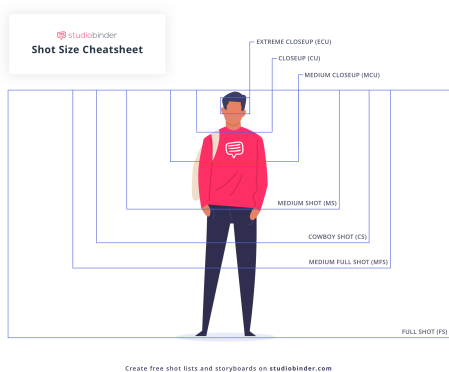 studiobinder
Shot Size Cheatsheet
EXTREME CLOSEUP (ECU)
CLOSEUP (CU)
MEDIUM CLOSEUP (MCU)
MEDIUM SHOT (MS)
COWBOY SHOT (CS)
MEDIUM FULL SHOT (MFS)
FULL SHOT (FS)
Create free shot lists and storyboards on studiobinder.com